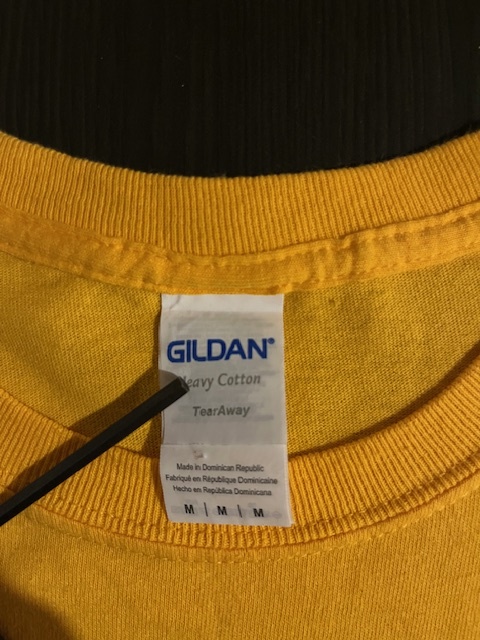 GILDAN®
Heavy Cotton
TearAway
Made in Dominican Republic
Fabriqué en République Dominicaine
Hecho en República Dominicana
M | M | M